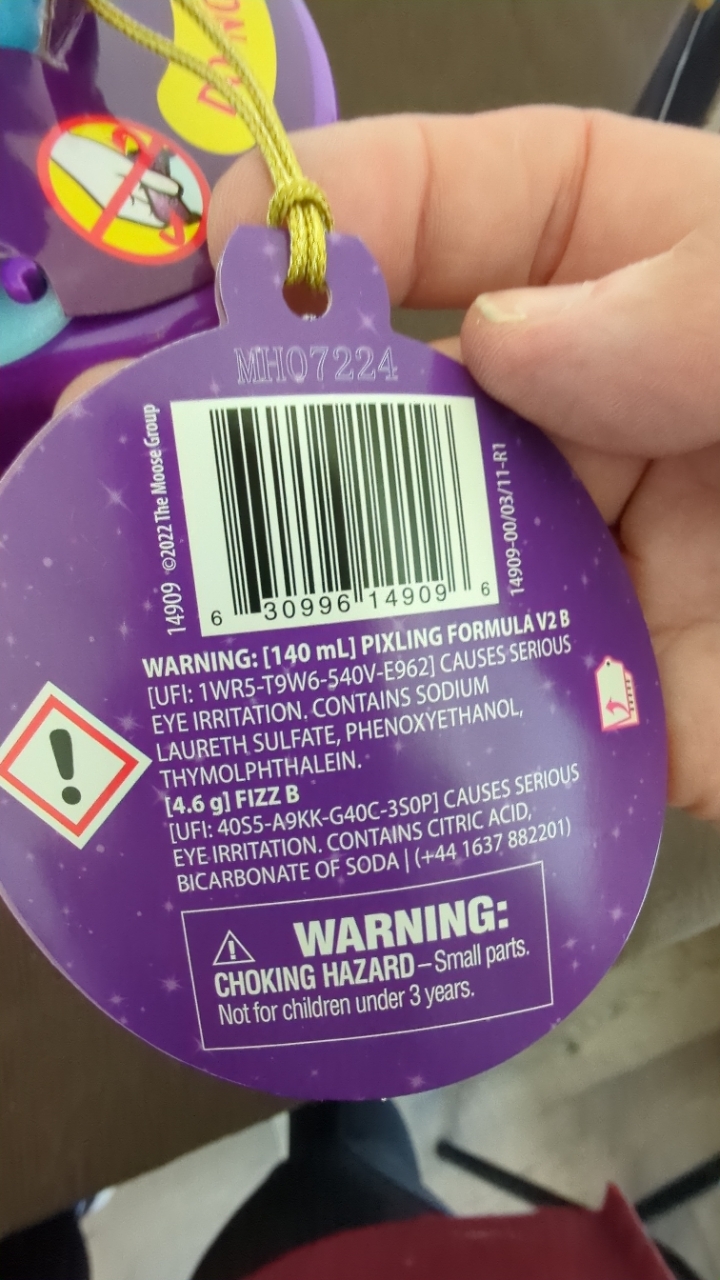 MH07224
14909 ©2022 The Moose Group
6 30996 14909 6
14909-00/03/11-R1
WARNING: [140 mL] PIXLING FORMULA V2 B
[UFI: 1WR5-T9W6-540V-E962] CAUSES SERIOUS
EYE IRRITATION. CONTAINS SODIUM
LAURETH SULFATE, PHENOXYETHANOL,
THYMOLPHTHALEIN.
[4.6 g] FIZZ B
[UFI: 40S5-A9KK-G40C-3S0P] CAUSES SERIOUS
EYE IRRITATION. CONTAINS CITRIC ACID,
BICARBONATE OF SODA | (+44 1637 882201)
WARNING:
CHOKING HAZARD – Small parts.
Not for children under 3 years.